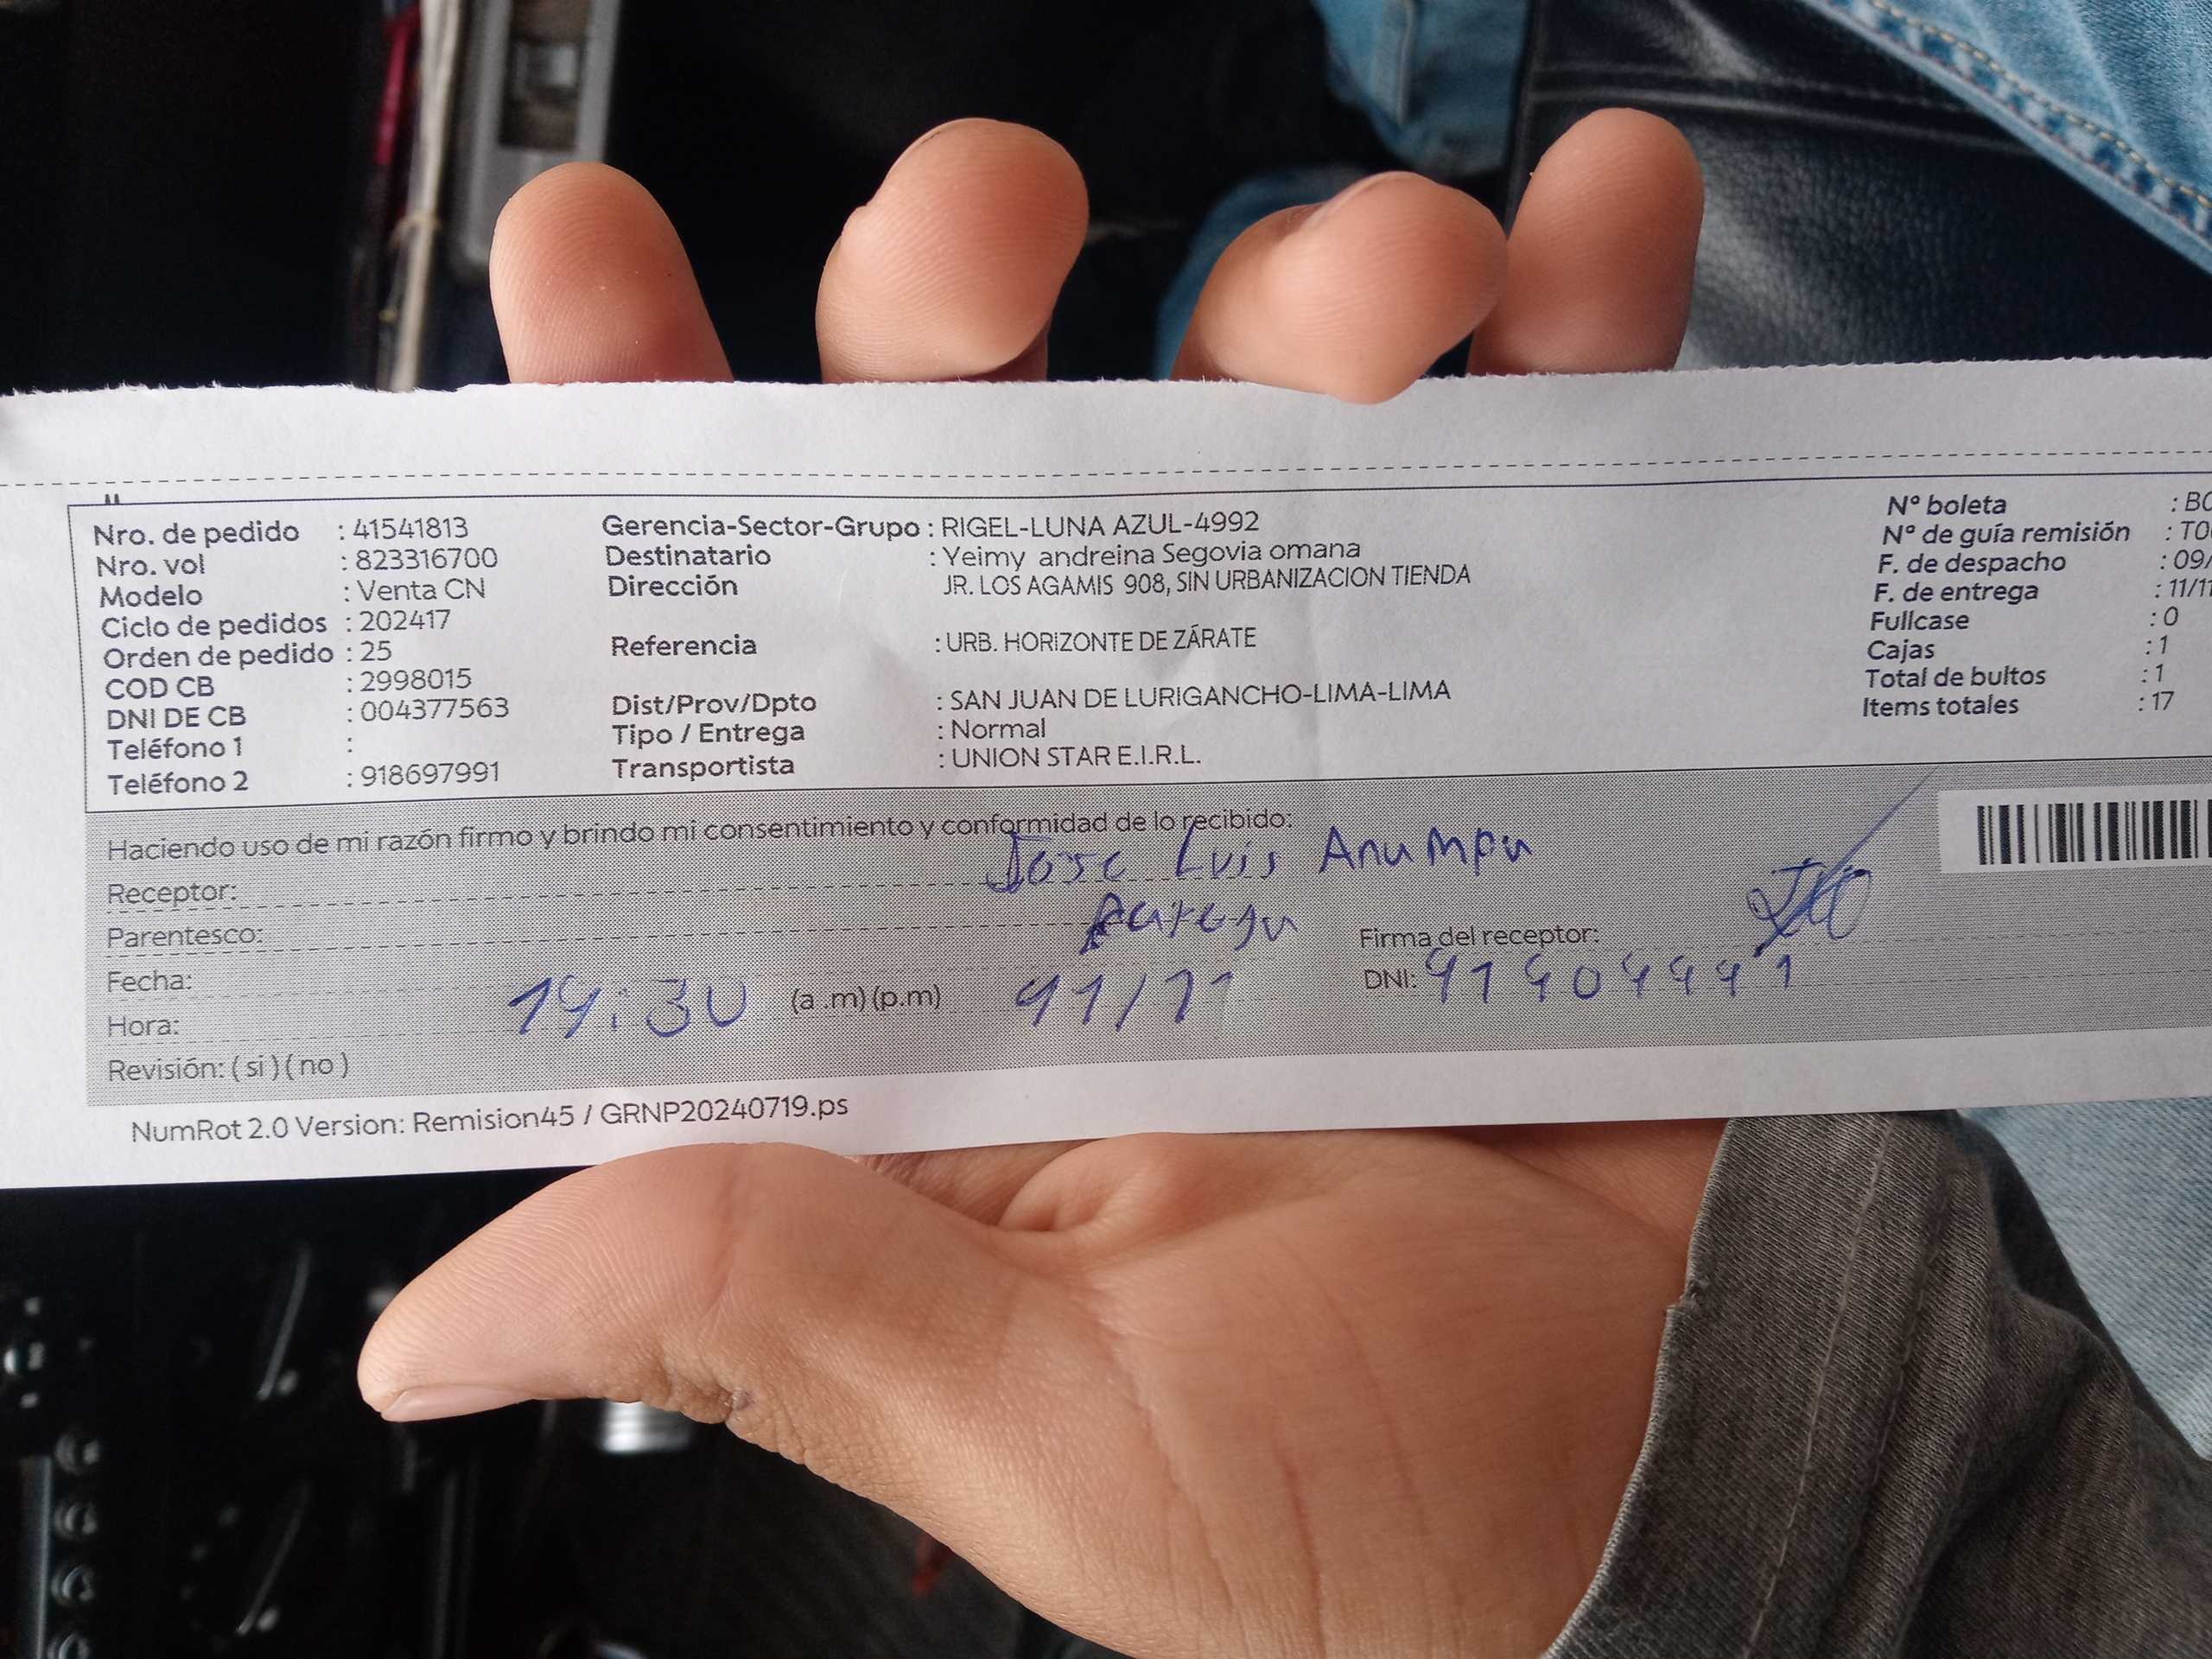 Nro. de pedido : 41541813
Nro. vol : 823316700
Modelo : Venta CN
Ciclo de pedidos : 202417
Orden de pedido : 25
COD CB : 2998015
DNI DE CB : 004377563
Teléfono 1 :
Teléfono 2 : 918697991
Gerencia-Sector-Grupo : RIGEL-LUNA AZUL-4992
Destinatario : Yeimy andreina Segovia omana
Dirección JR. LOS AGAMIS 908, SIN URBANIZACION TIENDA
Referencia : URB. HORIZONTE DE ZÁRATE
Dist/Prov/Dpto : SAN JUAN DE LURIGANCHO-LIMA-LIMA
Tipo / Entrega : Normal
Transportista : UNION STAR E.I.R.L.
Nº boleta : BO
Nº de guía remisión : T00
F. de despacho : 09/
F. de entrega : 11/11
Fullcase : 0
Cajas : 1
Total de bultos : 1
Items totales : 17
Haciendo uso de mi razón firmo y brindo mi consentimiento y conformidad de lo recibido:
Receptor: Jose Luis
Parentesco: Pareja
Firma del receptor:
Fecha:
DNI:
Hora: :30 (a .m) (p.m)
Revisión: ( si ) ( no )
NumRot 2.0 Version: Remision45 / GRNP20240719.ps